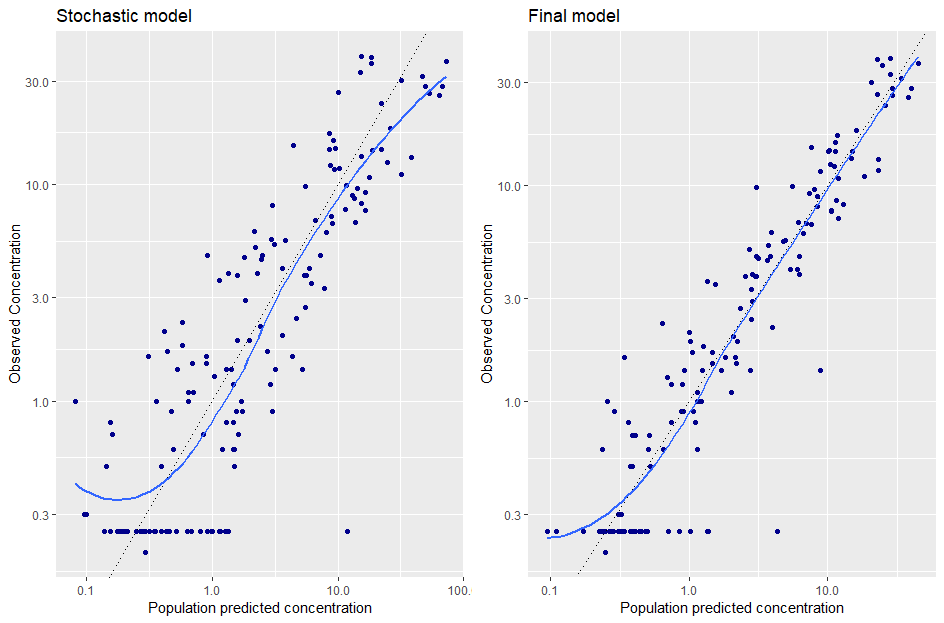 Stochastic model
Observed Concentration
30.0
10.0
3.0
1.0
0.3
0.1
1.0
10.0
100.
Population predicted concentration
Final model
Observed Concentration
30.0
10.0
3.0
1.0
0.3
0.1
1.0
10.0
Population predicted concentration